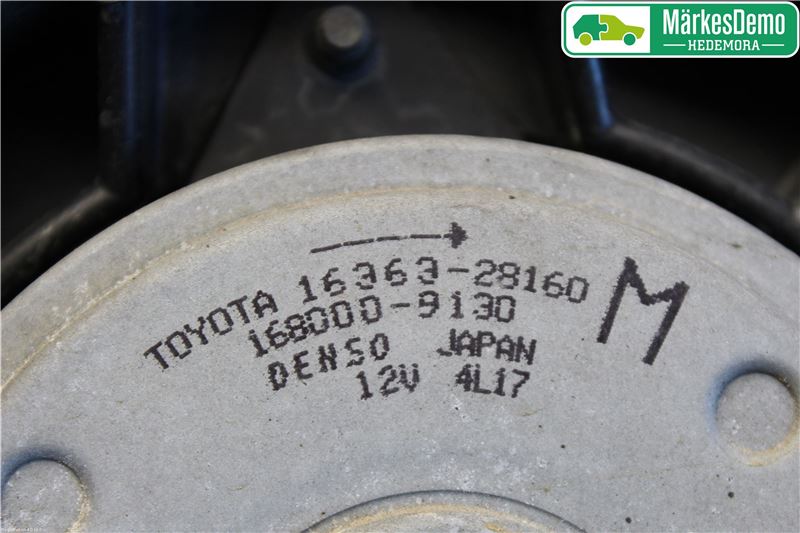 MärkesDemo
HEDEMORA
TOYOTA 16363-28160
168000-9130
DENSO JAPAN
12V 4L17
M